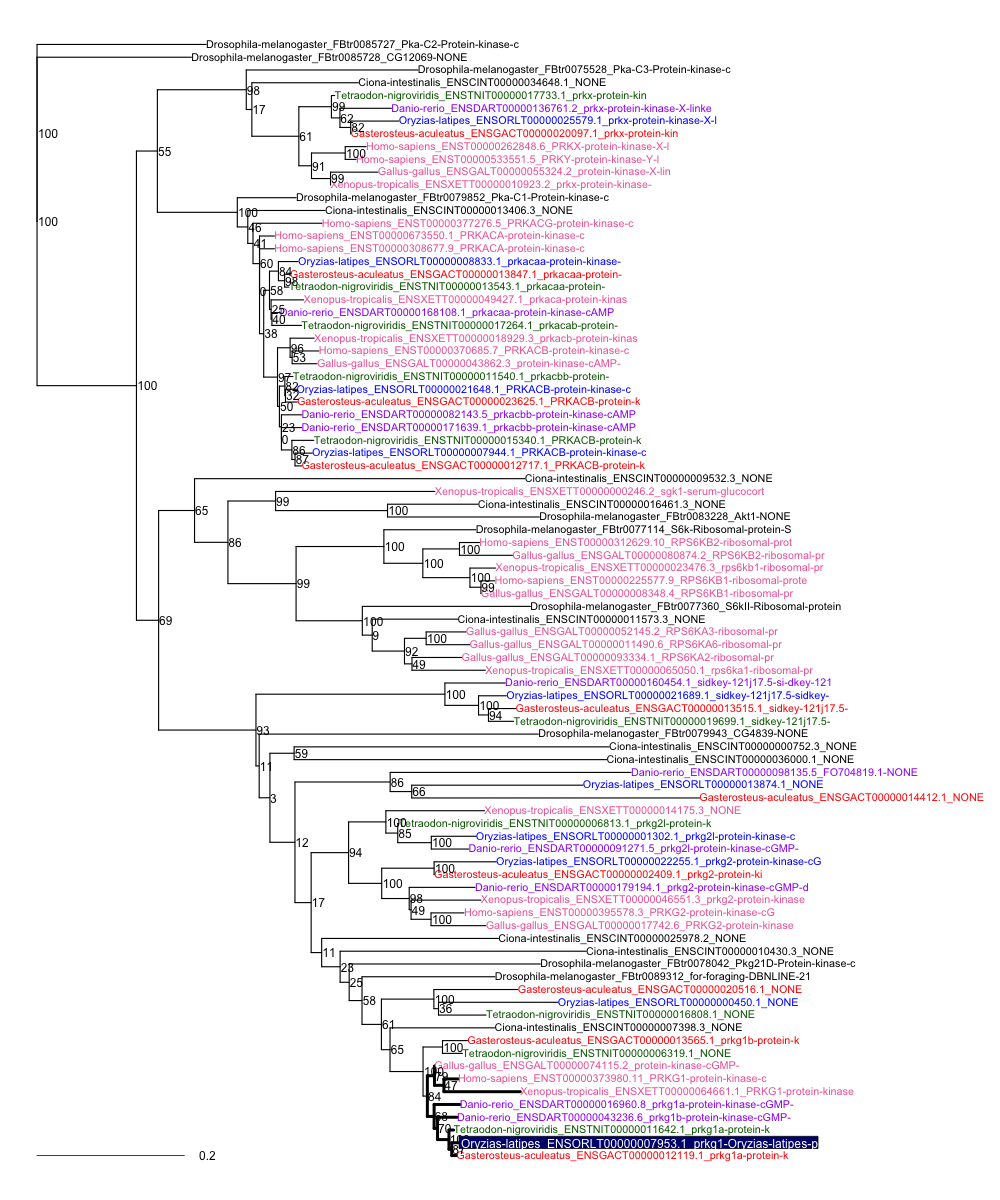 Drosophila-melanogaster_FBtr0085727_Pka-C2-Protein-kinase-c
Drosophila-melanogaster_FBtr0085728_CG12069-NONE
Drosophila-melanogaster_FBtr0075528_Pka-C3-Protein-kinase-c
98
Ciona-intestinalis_ENSCINT00000034648.1_NONE
Tetraodon-nigroviridis_ENSTNIT00000017733.1_prkx-protein-kin
17
99
Danio-rerio_ENSDART00000136761.2_prkx-protein-kinase-X-linke
62
Oryzias-latipes_ENSORLT00000025579.1_prkx-protein-kinase-X-l
82
100
61
Gasterosteus-aculeatus_ENSGACT00000020097.1_prkx-protein-kin
Homo-sapiens_ENST00000262848.6_PRKX-protein-kinase-X-l
55
100
Homo-sapiens_ENST00000533551.5_PRKY-protein-kinase-Y-l
91
Gallus-gallus_ENSGALT00000055324.2_protein-kinase-X-lin
99
Xenopus-tropicalis_ENSXETT00000010923.2_prkx-protein-kinase-
Drosophila-melanogaster_FBtr0079852_Pka-C1-Protein-kinase-c
100
Ciona-intestinalis_ENSCINT00000013406.3_NONE
100
46
Homo-sapiens_ENST00000377276.5_PRKACG-protein-kinase-c
41
Homo-sapiens_ENST00000673550.1_PRKACA-protein-kinase-c
Homo-sapiens_ENST00000308677.9_PRKACA-protein-kinase-c
60
Oryzias-latipes_ENSORLT00000008833.1_prkacaa-protein-kinase-
84
Gasterosteus-aculeatus_ENSGACT00000013847.1_prkacaa-protein-
98
Tetraodon-nigroviridis_ENSTNIT00000013543.1_prkacaa-protein-
0
58
Xenopus-tropicalis_ENSXETT00000049427.1_prkaca-protein-kinas
25
Danio-rerio_ENSDART00000168108.1_prkacaa-protein-kinase-cAMP
40
Tetraodon-nigroviridis_ENSTNIT00000017264.1_prkacab-protein-
38
Xenopus-tropicalis_ENSXETT00000018929.3_prkacb-protein-kinas
96
Homo-sapiens_ENST00000370685.7_PRKACB-protein-kinase-c
53
Gallus-gallus_ENSGALT00000043862.3_protein-kinase-cAMP-
97
Tetraodon-nigroviridis_ENSTNIT00000011540.1_prkacbb-protein-
100
82
Oryzias-latipes_ENSORLT00000021648.1_PRKACB-protein-kinase-c
32
Gasterosteus-aculeatus_ENSGACT00000023625.1_PRKACB-protein-k
50
Danio-rerio_ENSDART00000082143.5_prkacbb-protein-kinase-cAMP
23
Danio-rerio_ENSDART00000171639.1_prkacbb-protein-kinase-cAMP
0
Tetraodon-nigroviridis_ENSTNIT00000015340.1_PRKACB-protein-k
86
Oryzias-latipes_ENSORLT00000007944.1_PRKACB-protein-kinase-c
87
Gasterosteus-aculeatus_ENSGACT00000012717.1_PRKACB-protein-k
Ciona-intestinalis_ENSCINT00000009532.3_NONE
Xenopus-tropicalis_ENSXETT00000000246.2_sgk1-serum-glucocort
65
99
Ciona-intestinalis_ENSCINT00000016461.3_NONE
100
Drosophila-melanogaster_FBtr0083228_Akt1-NONE
Drosophila-melanogaster_FBtr0077114_S6k-Ribosomal-protein-S
86
100
Homo-sapiens_ENST00000312629.10_RPS6KB2-ribosomal-prot
100
Gallus-gallus_ENSGALT00000080874.2_RPS6KB2-ribosomal-pr
100
Xenopus-tropicalis_ENSXETT00000023476.3_rps6kb1-ribosomal-pr
100
Homo-sapiens_ENST00000225577.9_RPS6KB1-ribosomal-prote
99
99
Gallus-gallus_ENSGALT00000008348.4_RPS6KB1-ribosomal-pr
Drosophila-melanogaster_FBtr0077360_S6kII-Ribosomal-protein
69
100
Ciona-intestinalis_ENSCINT00000011573.3_NONE
9
Gallus-gallus_ENSGALT00000052145.2_RPS6KA3-ribosomal-pr
100
Gallus-gallus_ENSGALT00000011490.6_RPS6KA6-ribosomal-pr
92
Gallus-gallus_ENSGALT00000093334.1_RPS6KA2-ribosomal-pr
49
Xenopus-tropicalis_ENSXETT00000065050.1_rps6ka1-ribosomal-pr
Danio-rerio_ENSDART00000160454.1_sidkey-121j17.5-si-dkey-121
100
Oryzias-latipes_ENSORLT00000021689.1_sidkey-121j17.5-sidkey-
100
Gasterosteus-aculeatus_ENSGACT00000013515.1_sidkey-121j17.5-
94
Tetraodon-nigroviridis_ENSTNIT00000019699.1_sidkey-121j17.5-
93
Drosophila-melanogaster_FBtr0079943_CG4839-NONE
Ciona-intestinalis_ENSCINT00000000752.3_NONE
59
Ciona-intestinalis_ENSCINT00000036000.1_NONE
11
Danio-rerio_ENSDART00000098135.5_FO704819.1-NONE
86
Oryzias-latipes_ENSORLT00000013874.1_NONE
66
3
Gasterosteus-aculeatus_ENSGACT00000014412.1_NONE
Xenopus-tropicalis_ENSXETT00000014175.3_NONE
100
Tetraodon-nigroviridis_ENSTNIT00000006813.1_prkg2l-protein-k
85
Oryzias-latipes_ENSORLT00000001302.1_prkg2l-protein-kinase-c
12
100
Danio-rerio_ENSDART00000091271.5_prkg2l-protein-kinase-cGMP-
94
Oryzias-latipes_ENSORLT00000022255.1_prkg2-protein-kinase-cG
100
Gasterosteus-aculeatus_ENSGACT00000002409.1_prkg2-protein-ki
100
Danio-rerio_ENSDART00000179194.1_prkg2-protein-kinase-cGMP-d
98
Xenopus-tropicalis_ENSXETT00000046551.3_prkg2-protein-kinase
17
49
Homo-sapiens_ENST00000395578.3_PRKG2-protein-kinase-cG
100
Gallus-gallus_ENSGALT00000017742.6_PRKG2-protein-kinase
Ciona-intestinalis_ENSCINT00000025978.2_NONE
11
Ciona-intestinalis_ENSCINT00000010430.3_NONE
23
Drosophila-melanogaster_FBtr0078042_Pkg21D-Protein-kinase-c
25
Drosophila-melanogaster_FBtr0089312_for-foraging-DBNLINE-21
Gasterosteus-aculeatus_ENSGACT00000020516.1_NONE
58
100
Oryzias-latipes_ENSORLT00000000450.1_NONE
36
Tetraodon-nigroviridis_ENSTNIT00000016808.1_NONE
61
Ciona-intestinalis_ENSCINT00000007398.3_NONE
Gasterosteus-aculeatus_ENSGACT00000013565.1_prkg1b-protein-k
65
100
Tetraodon-nigroviridis_ENSTNIT00000006319.1_NONE
Gallus-gallus_ENSGALT00000074115.2_protein-kinase-cGMP-
Homo-sapiens_ENST00000373980.11_PRKG1-protein-kinase-c
47
Xenopus-tropicalis_ENSXETT00000064661.1_PRKG1-protein-kinase
84
Danio-rerio_ENSDART00000016960.8_prkg1a-protein-kinase-cGMP-
68
Danio-rerio_ENSDART00000043236.6_prkg1b-protein-kinase-cGMP-
70
Tetraodon-nigroviridis_ENSTNIT00000011642.1_prkg1a-protein-k
Oryzias-latipes_ENSORLT00000007953.1_prkg1-Oryzias-latipes-p
Gasterosteus-aculeatus_ENSGACT00000012119.1_prkg1a-protein-k
0.2